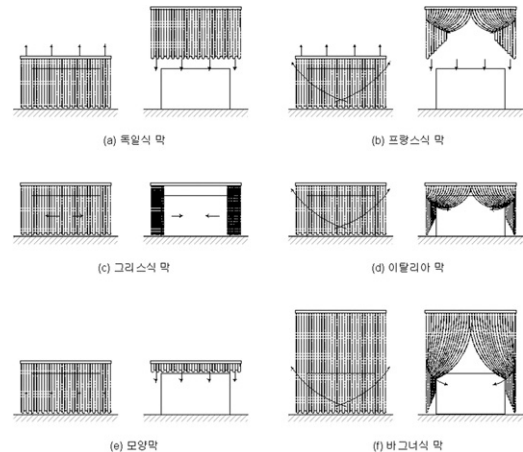 (a) 독일식 막
(b) 프랑스식 막
(c) 그리스식 막
(d) 이탈리아 막
(e) 모양막
(f) 바그너식 막